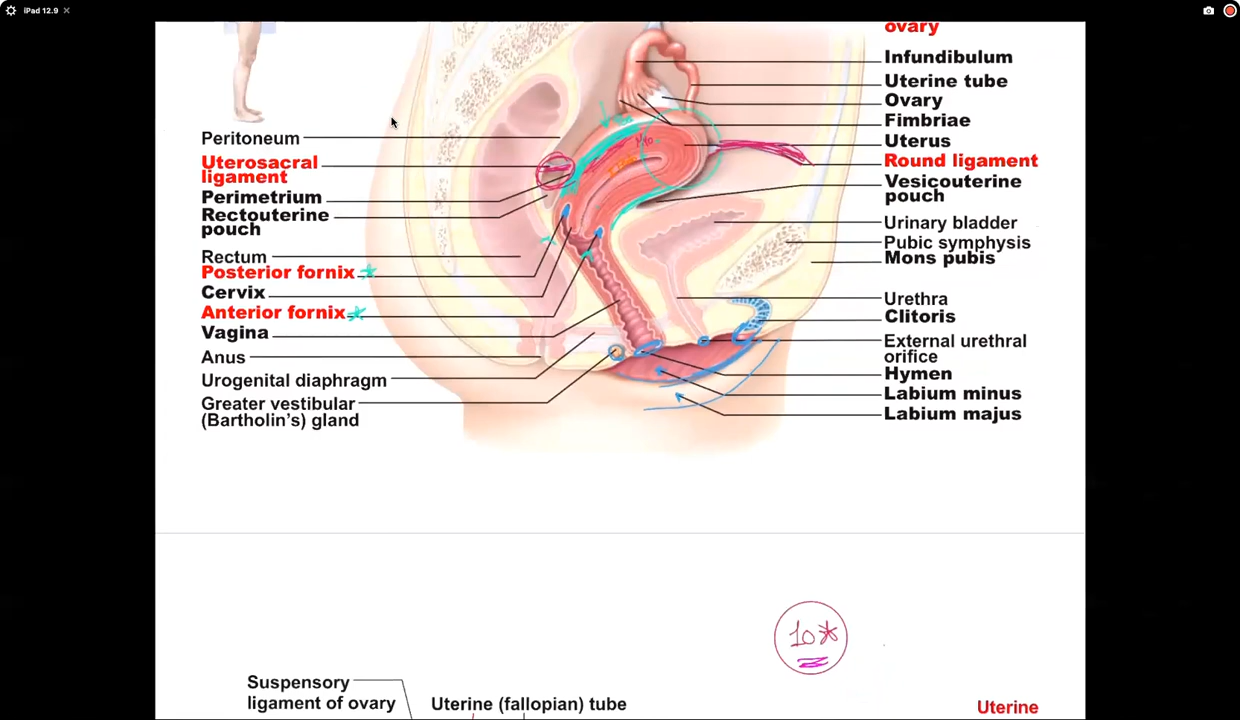 iPad 12.9
ovary
Infundibulum
Uterine tube
Ovary
Fimbriae
Uterus
Round ligament
Vesicouterine
pouch
Urinary bladder
Pubic symphysis
Mons pubis
Urethra
Clitoris
External urethral
orifice
Hymen
Labium minus
Labium majus
Peritoneum
Uterosacral
ligament
Perimetrium
Rectouterine
pouch
Rectum
Posterior fornix
Cervix
Anterior fornix
Vagina
Anus
Urogenital diaphragm
Greater vestibular
(Bartholin's) gland
10*
Suspensory
ligament of ovary
Uterine (fallopian) tube
Uterine